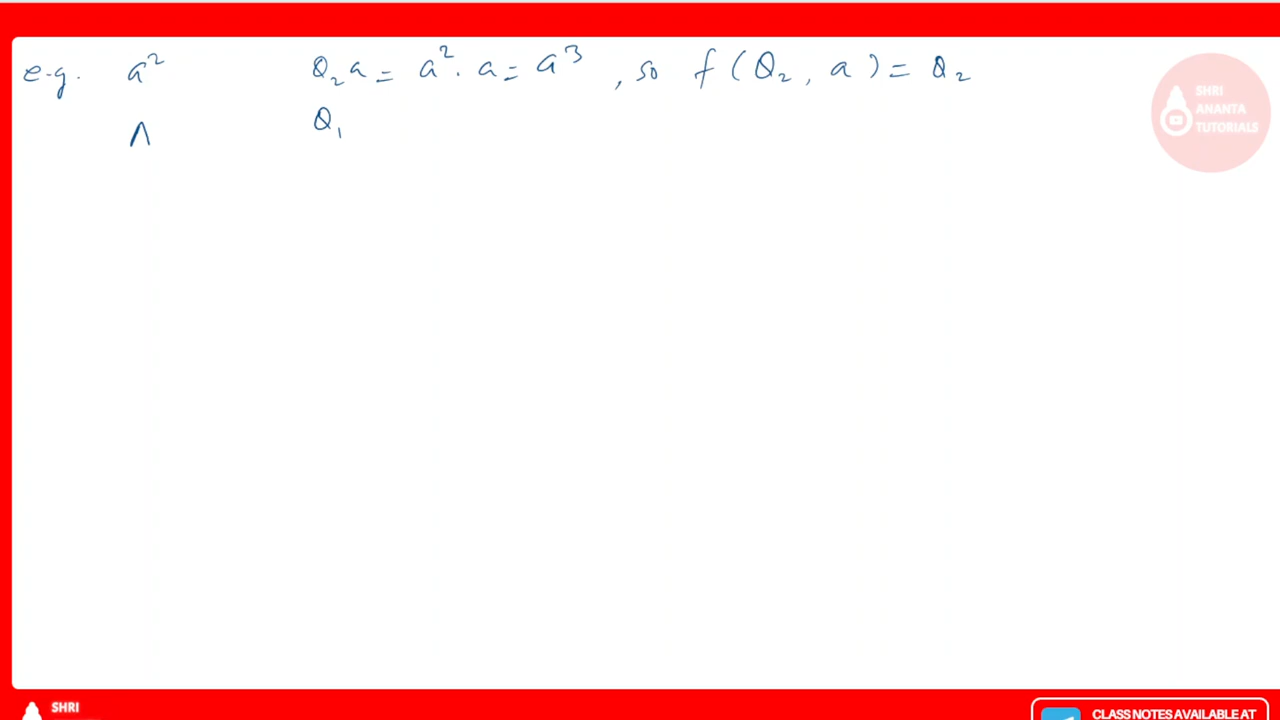 e.g. a² Q₂a = a². a = a³ , so f(Q₂, a) = Q₂
Λ Q₁
SHRI
ANANTA
TUTORIALS
SHRI
CLASS NOTES AVAILABLE AT